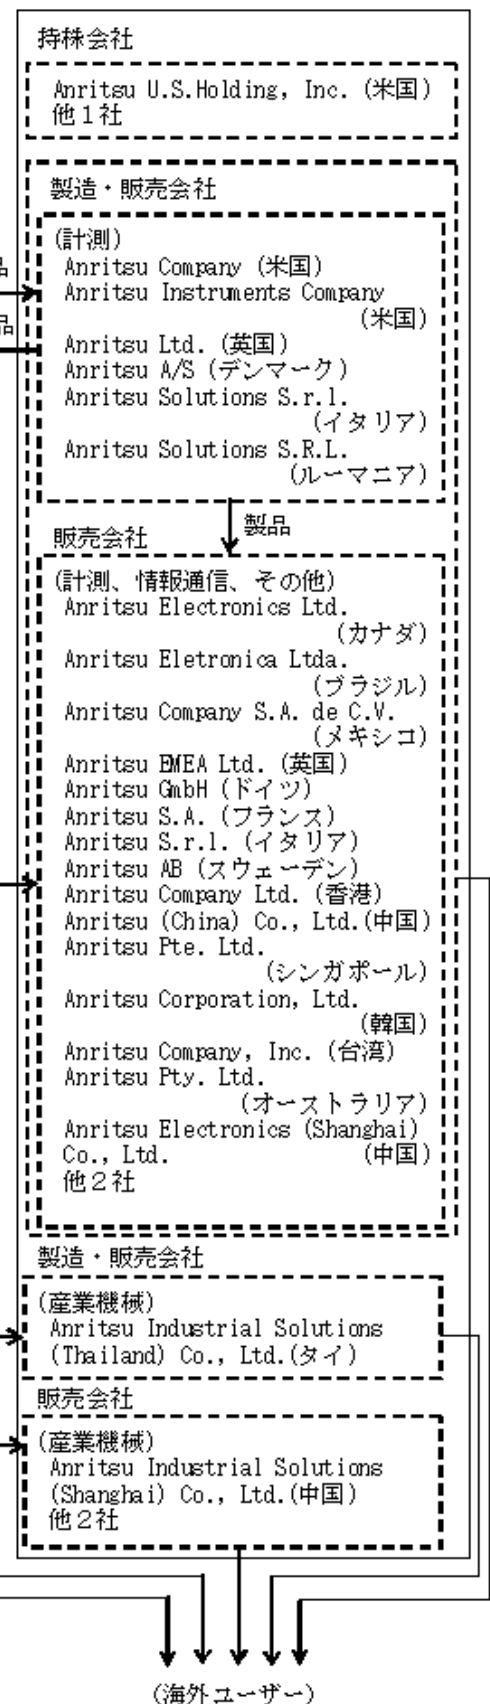 持株会社
Anritsu U.S.Holding, Inc. (米国)
他1社
製造・販売会社
(計測)
Anritsu Company (米国)
Anritsu Instruments Company
(米国)
品
品
Anritsu Ltd. (英国)
Anritsu A/S (デンマーク)
Anritsu Solutions S.r.l.
(イタリア)
Anritsu Solutions S.R.L.
(ルーマニア)
製品
販売会社
(計測、情報通信、その他)
Anritsu Electronics Ltd.
(カナダ)
Anritsu Eletronica Ltda.
(ブラジル)
Anritsu Company S.A. de C.V.
(メキシコ)
Anritsu EMEA Ltd. (英国)
Anritsu GmbH (ドイツ)
Anritsu S.A. (フランス)
Anritsu S.r.l. (イタリア)
Anritsu AB (スウェーデン)
Anritsu Company Ltd. (香港)
Anritsu (China) Co., Ltd.(中国)
Anritsu Pte. Ltd.
(シンガポール)
Anritsu Corporation, Ltd.
(韓国)
Anritsu Company, Inc. (台湾)
Anritsu Pty. Ltd.
(オーストラリア)
Anritsu Electronics (Shanghai)
Co., Ltd. (中国)
他2社
製造・販売会社
(産業機械)
Anritsu Industrial Solutions
(Thailand) Co., Ltd.(タイ)
販売会社
(産業機械)
Anritsu Industrial Solutions
(Shanghai) Co., Ltd.(中国)
他2社
(海外ユーザー)